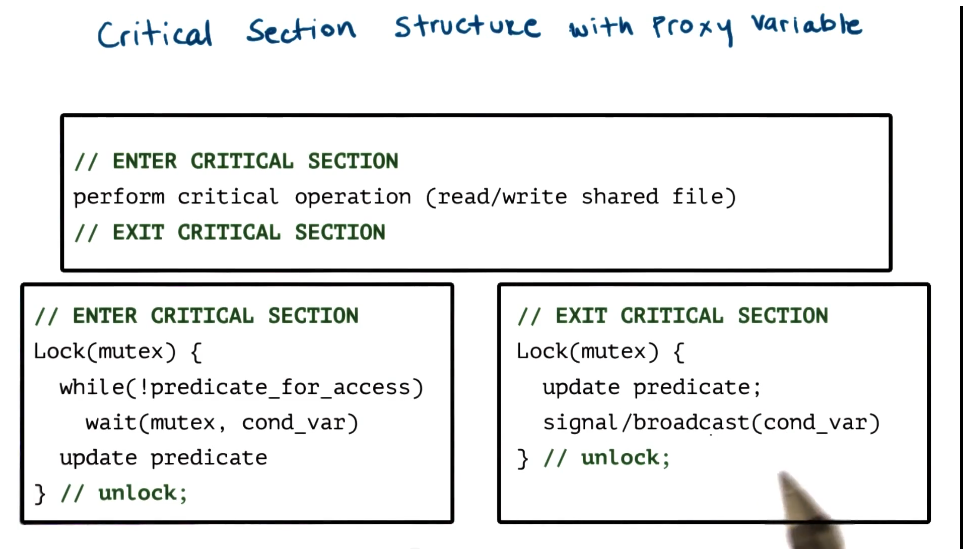 Critical Section Structure with Proxy Variable
// ENTER CRITICAL SECTION
perform critical operation (read/write shared file)
// EXIT CRITICAL SECTION
// ENTER CRITICAL SECTION
Lock(mutex) {
while(!predicate_for_access)
wait(mutex, cond_var)
update predicate
} // unlock;
// EXIT CRITICAL SECTION
Lock(mutex) {
update predicate;
signal/broadcast(cond_var)
} // unlock;